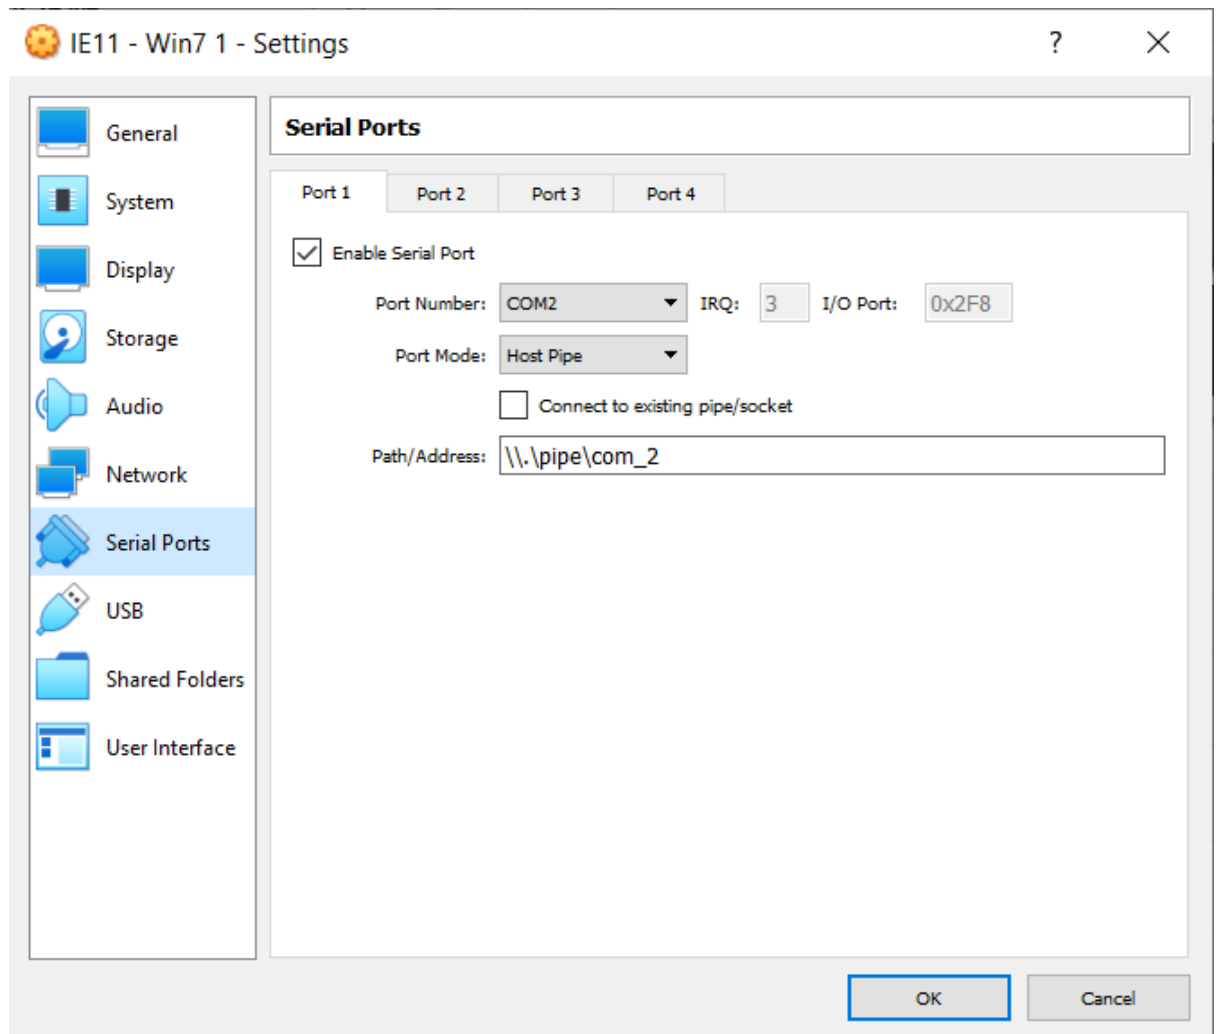 IE11 - Win7 1 - Settings ?
General
System
Display
Storage
Audio
Network
Serial Ports
USB
Shared Folders
User Interface
Serial Ports
Port 1 Port 2 Port 3 Port 4
Enable Serial Port
Port Number: COM2 IRQ: 3 I/O Port: 0x2F8
Port Mode: Host Pipe
Connect to existing pipe/socket
Path/Address: \\.\pipe\com_2
OK Cancel